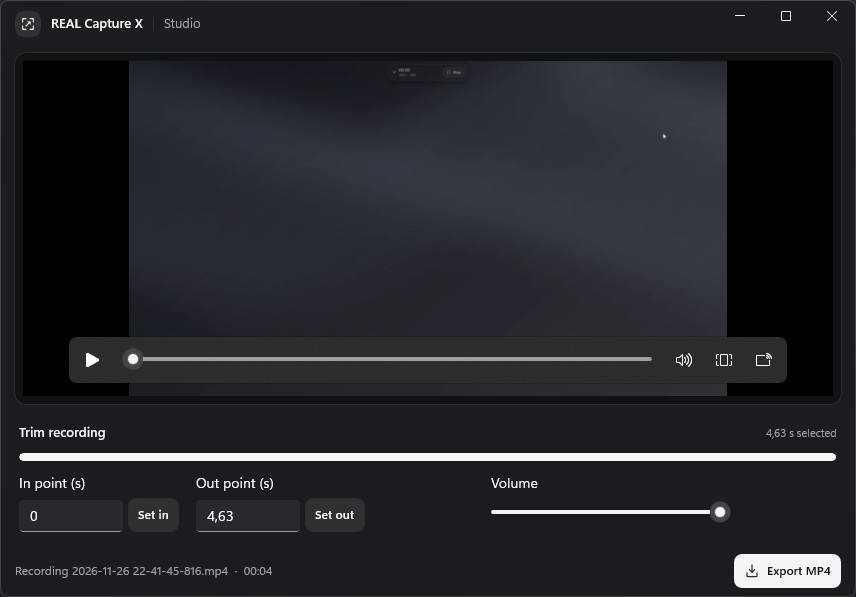 REAL Capture X Studio
Trim recording 4,63 s selected
In point (s) Out point (s) Volume
0 Set in 4,63 Set out
Recording 2026-11-26 22-41-45-816.mp4 · 00:04 Export MP4